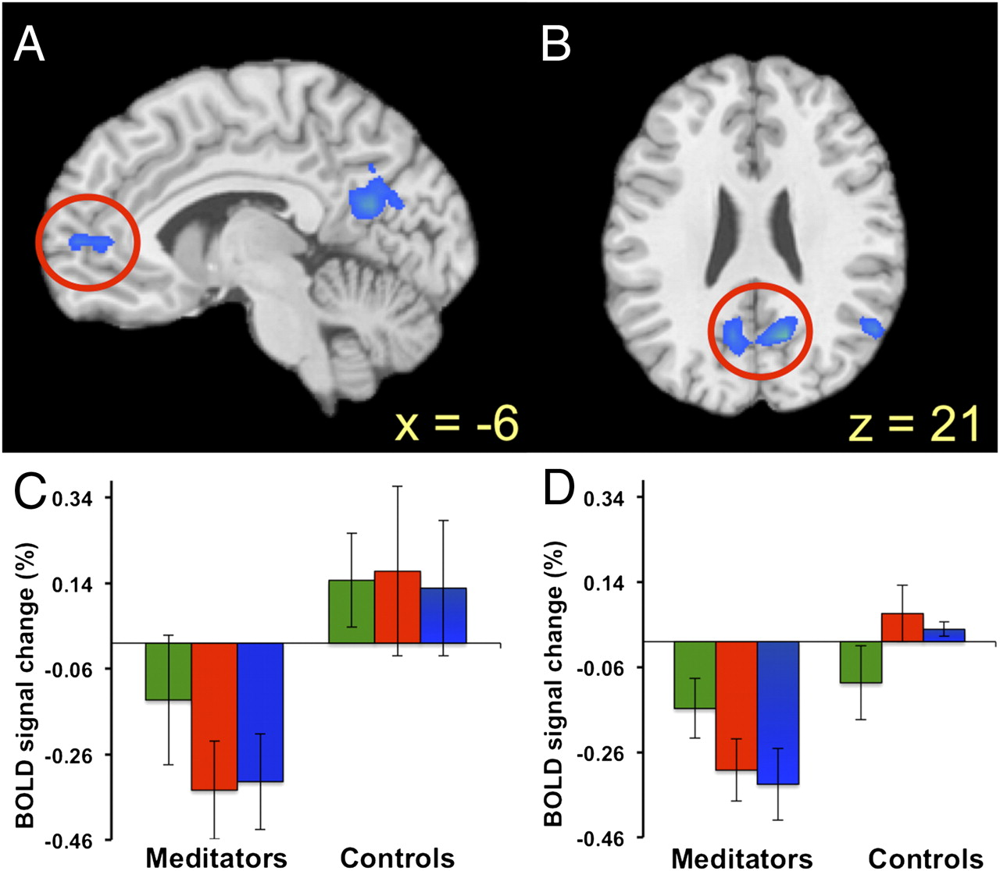 A
B
x = -6
z = 21
C
BOLD signal change (%)
0.34
0.14
-0.06
-0.26
-0.46
Meditators
Controls
D
BOLD signal change (%)
0.34
0.14
-0.06
-0.26
-0.46
Meditators
Controls